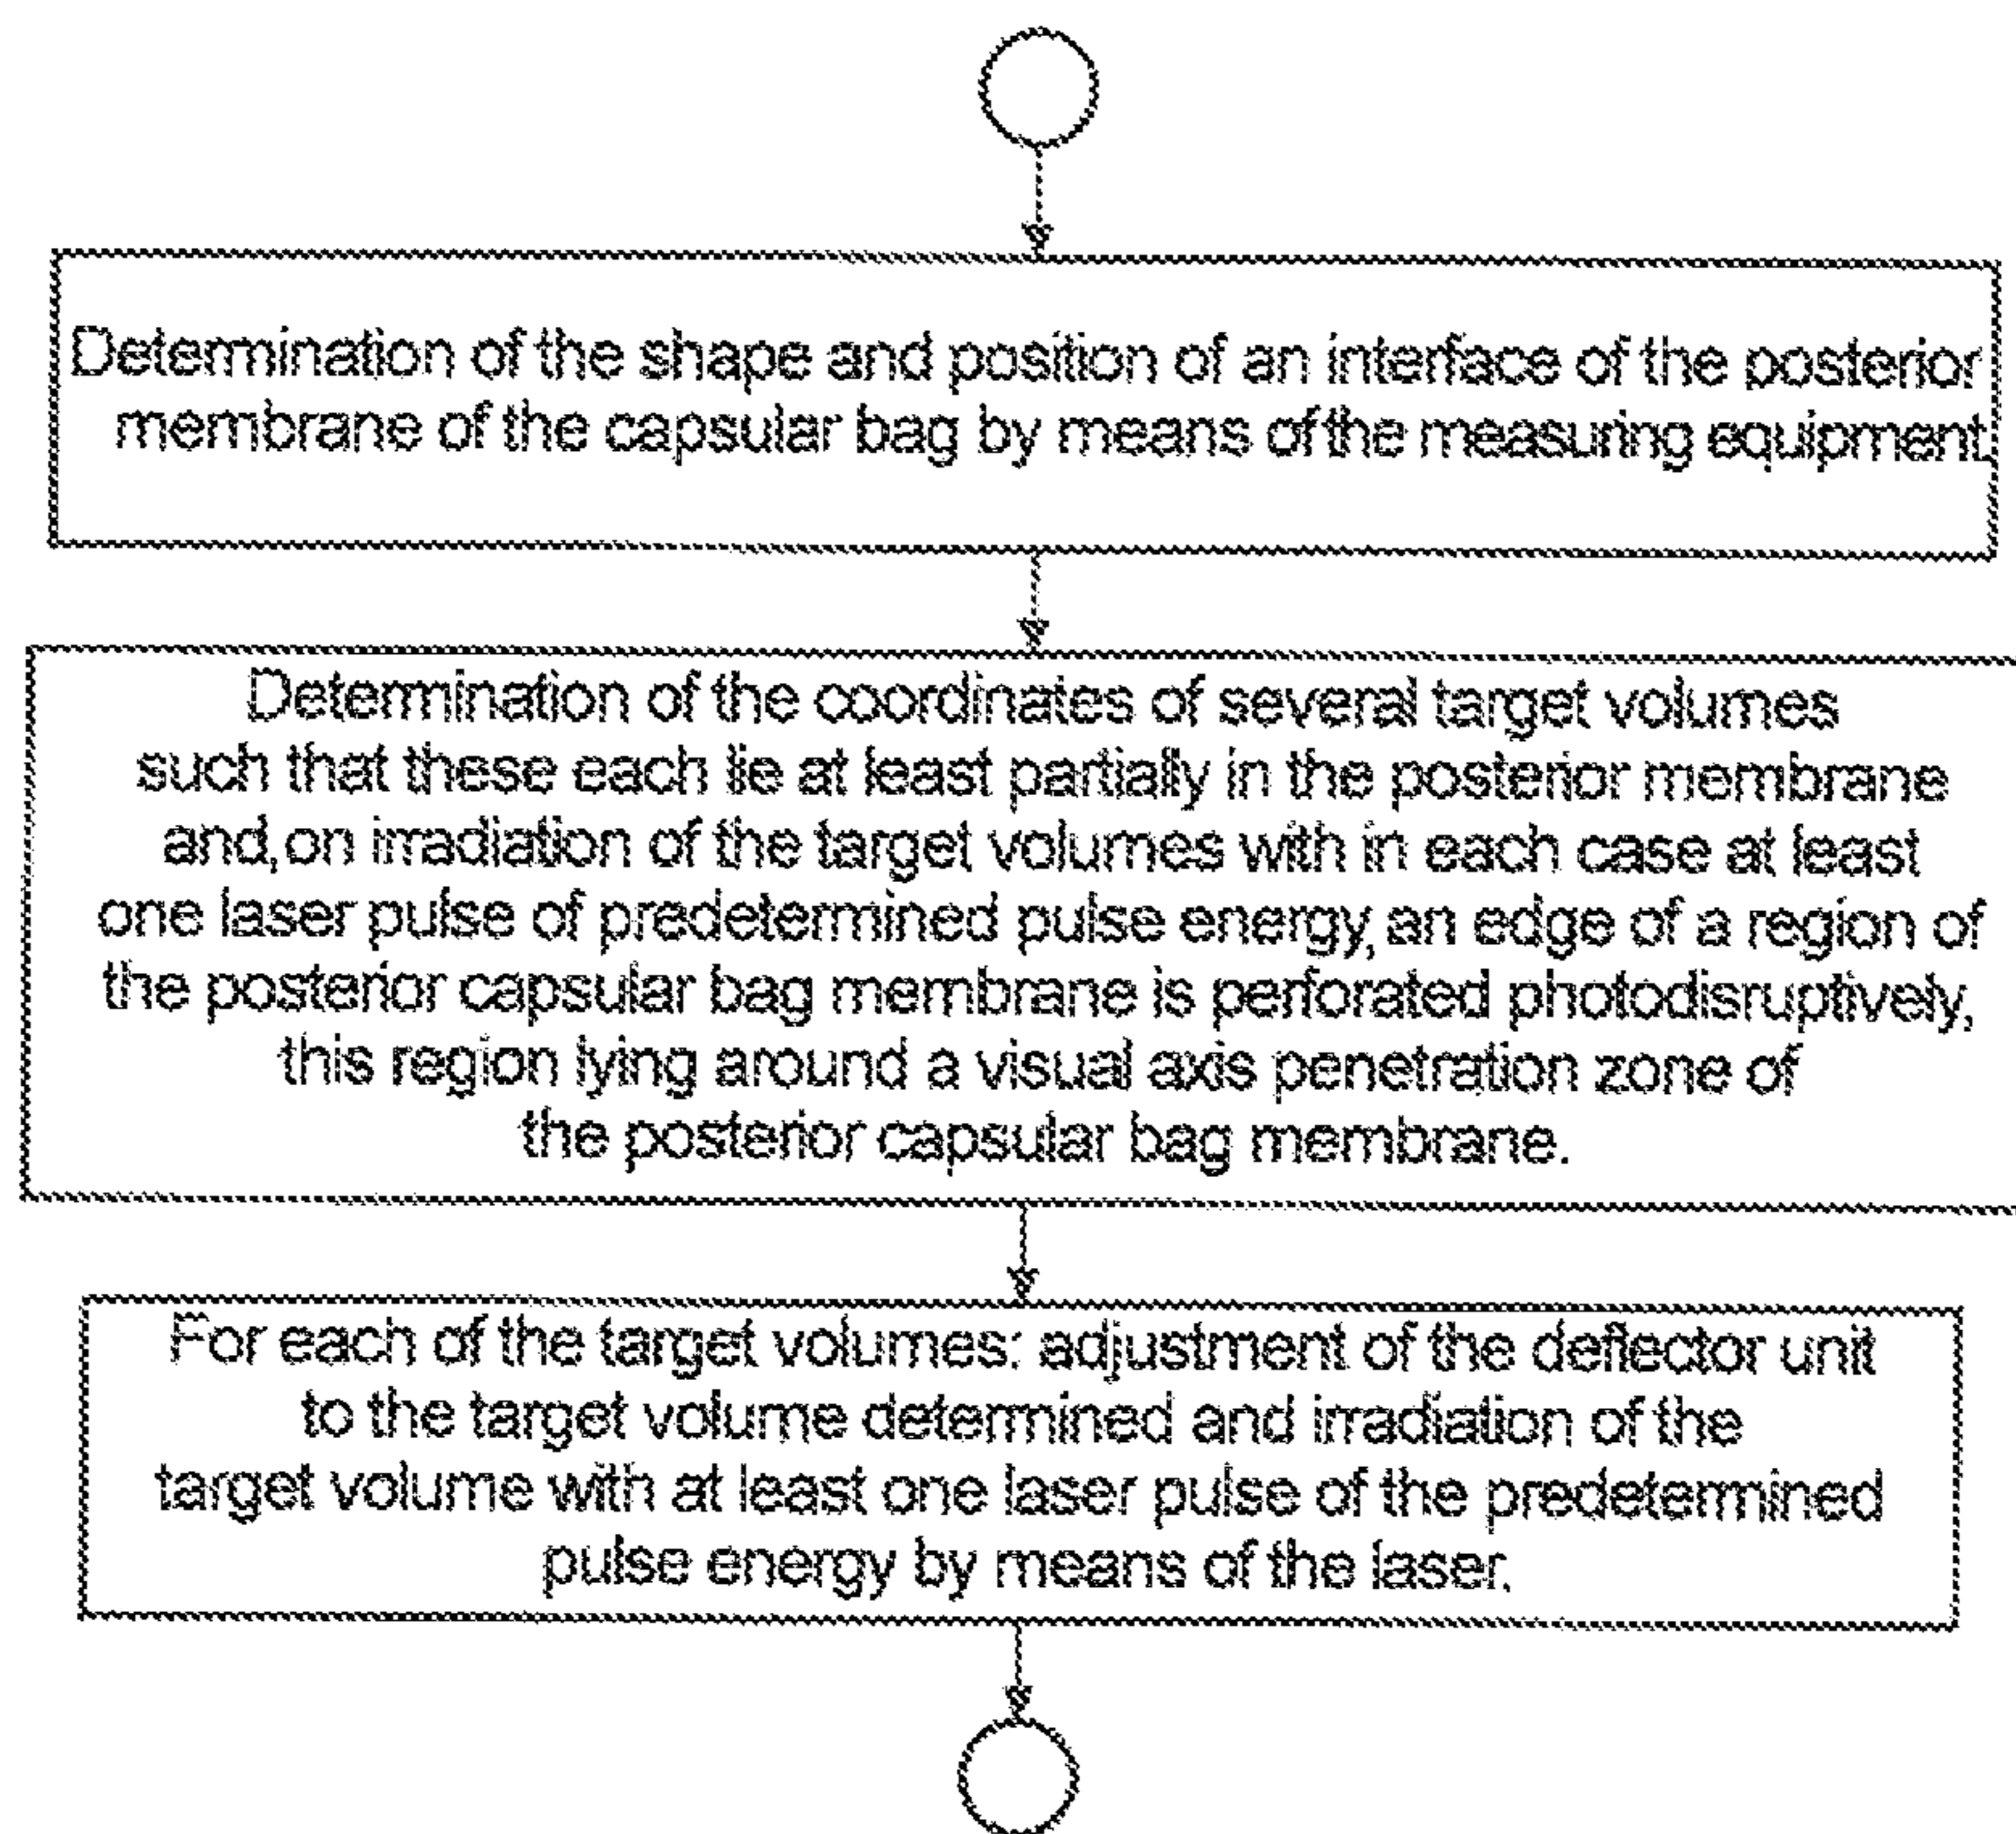 Determination of the shape and position of an interface of the posterior
membrane of the capsular bag by means of the measuring equipment.
Determination of the coordinates of several target volumes
such that these each lie at least partially in the posterior membrane
and, on irradiation of the target volumes with in each case at least
one laser pulse of predetermined pulse energy, an edge of a region of
the posterior capsular bag membrane is perforated photodisruptively,
this region lying around a visual axis penetration zone of
the posterior capsular bag membrane.
For each of the target volumes: adjustment of the deflector unit
to the target volume determined and irradiation of the
target volume with at least one laser pulse of the predetermined
pulse energy by means of the laser.